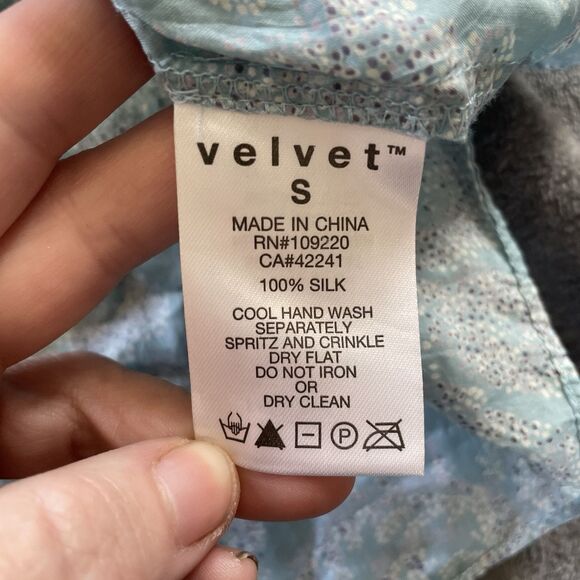 velvet™
S
MADE IN CHINA
RN#109220
CA#42241
100% SILK
COOL HAND WASH
SEPARATELY
SPRITZ AND CRINKLE
DRY FLAT
DO NOT IRON
OR
DRY CLEAN
P